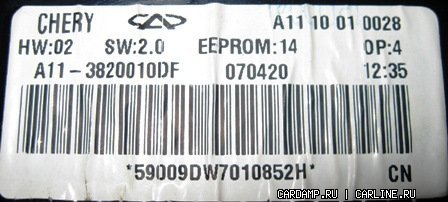 CHERY A11 10 01 0028
HW:02 SW:2.0 EEPROM:14 OP:4
A11-3820010DF 070420 12:35
*59009DW7010852H* CN
CARDAMP.RU | CARLINE.RU